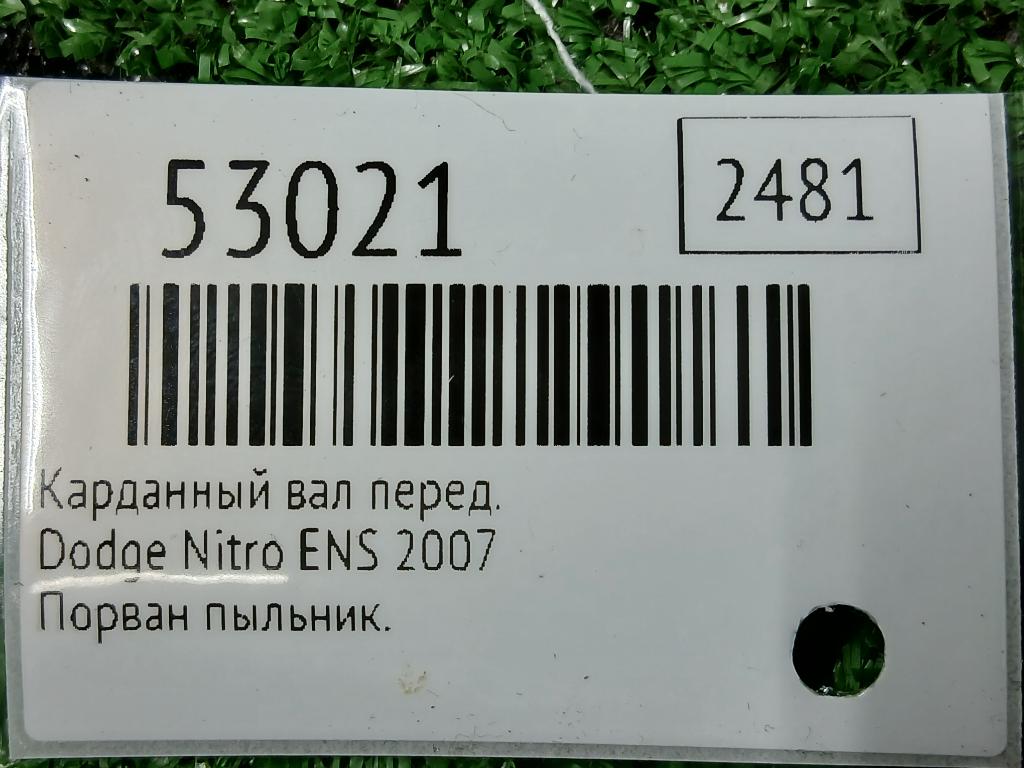 53021
2481
Карданный вал перед.
Dodge Nitro ENS 2007
Порван пыльник.